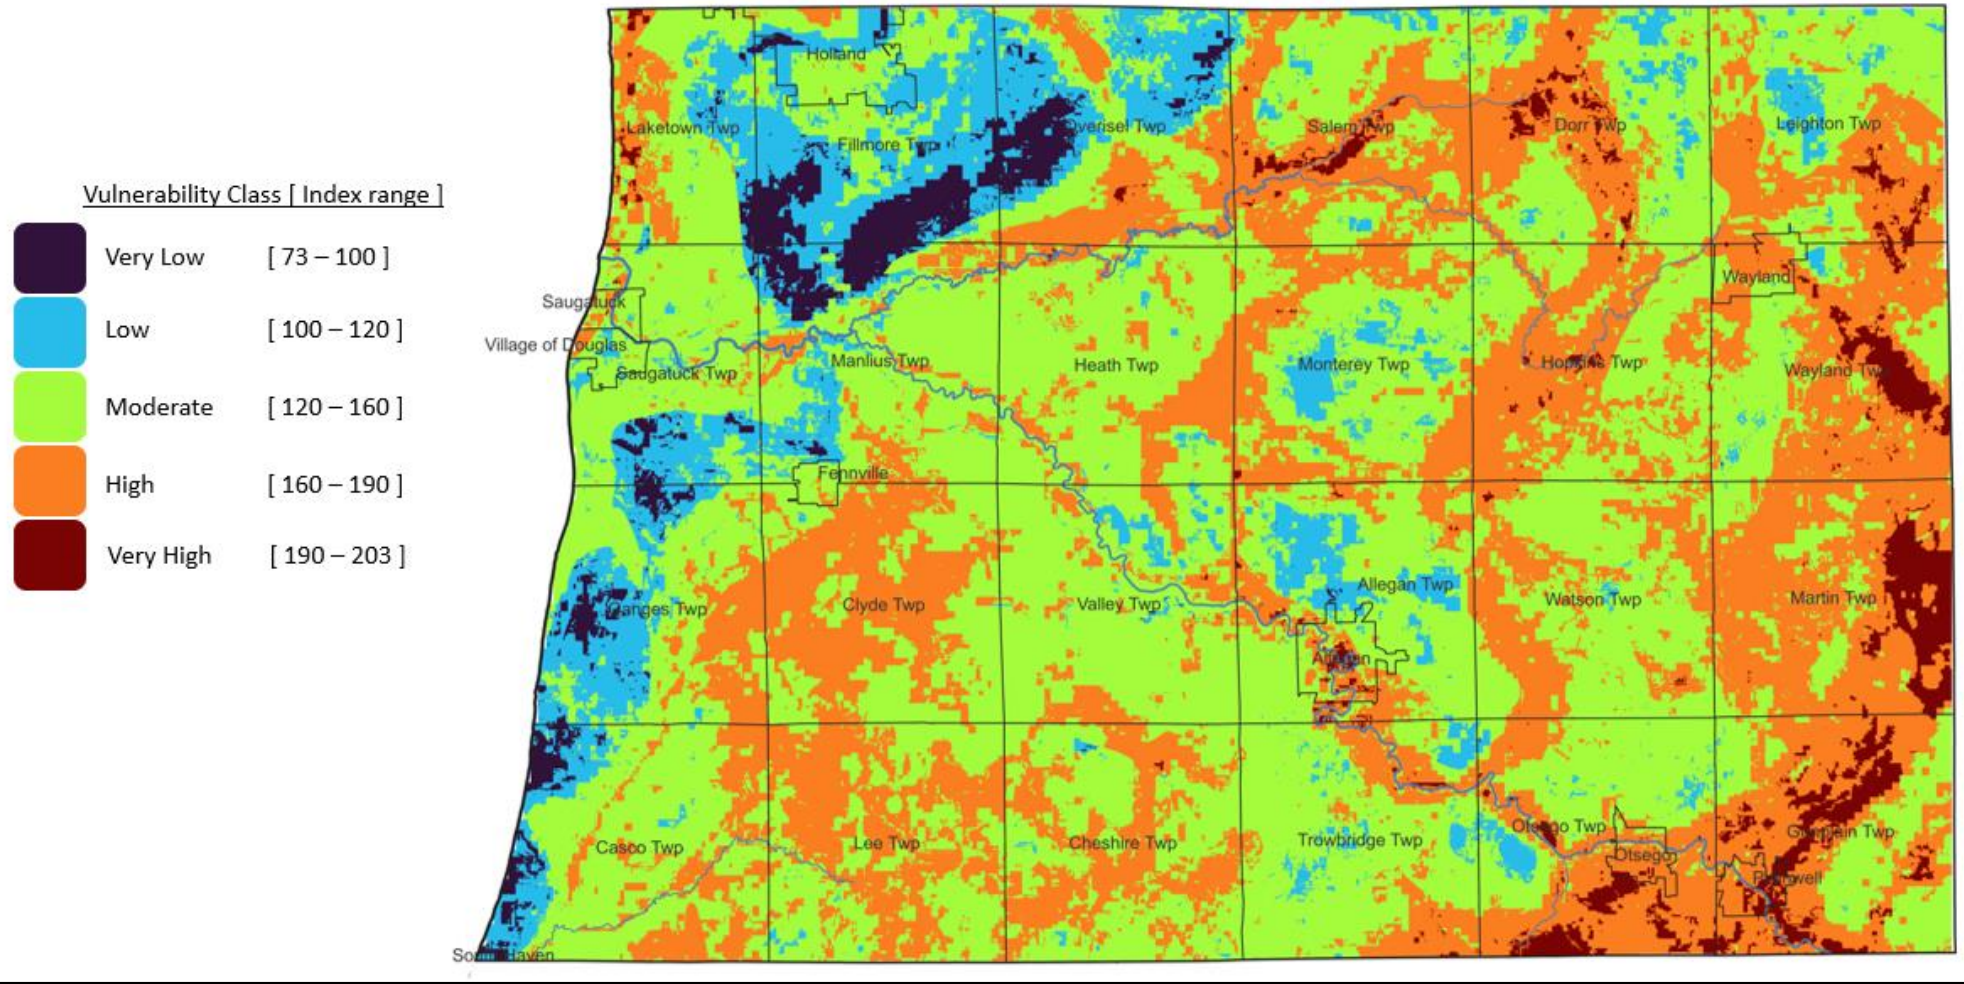 Vulnerability Class [ Index range ]
Very Low [ 73 – 100 ]
Low [ 100 – 120 ]
Moderate [ 120 – 160 ]
High [ 160 – 190 ]
Very High [ 190 – 203 ]
Holland
Laketown Twp
Fillmore Twp
Overisel Twp
Salem Twp
Dorr Twp
Leighton Twp
Saugatuck
Village of Douglas
Saugatuck Twp
Manlius Twp
Heath Twp
Monterey Twp
Hopkins Twp
Wayland
Wayland Twp
Fennville
Ganges Twp
Clyde Twp
Valley Twp
Allegan Twp
Allegan
Watson Twp
Martin Twp
Casco Twp
Lee Twp
Cheshire Twp
Trowbridge Twp
Otsego Twp
Otsego
Gunplain Twp
Plainwell
South Haven